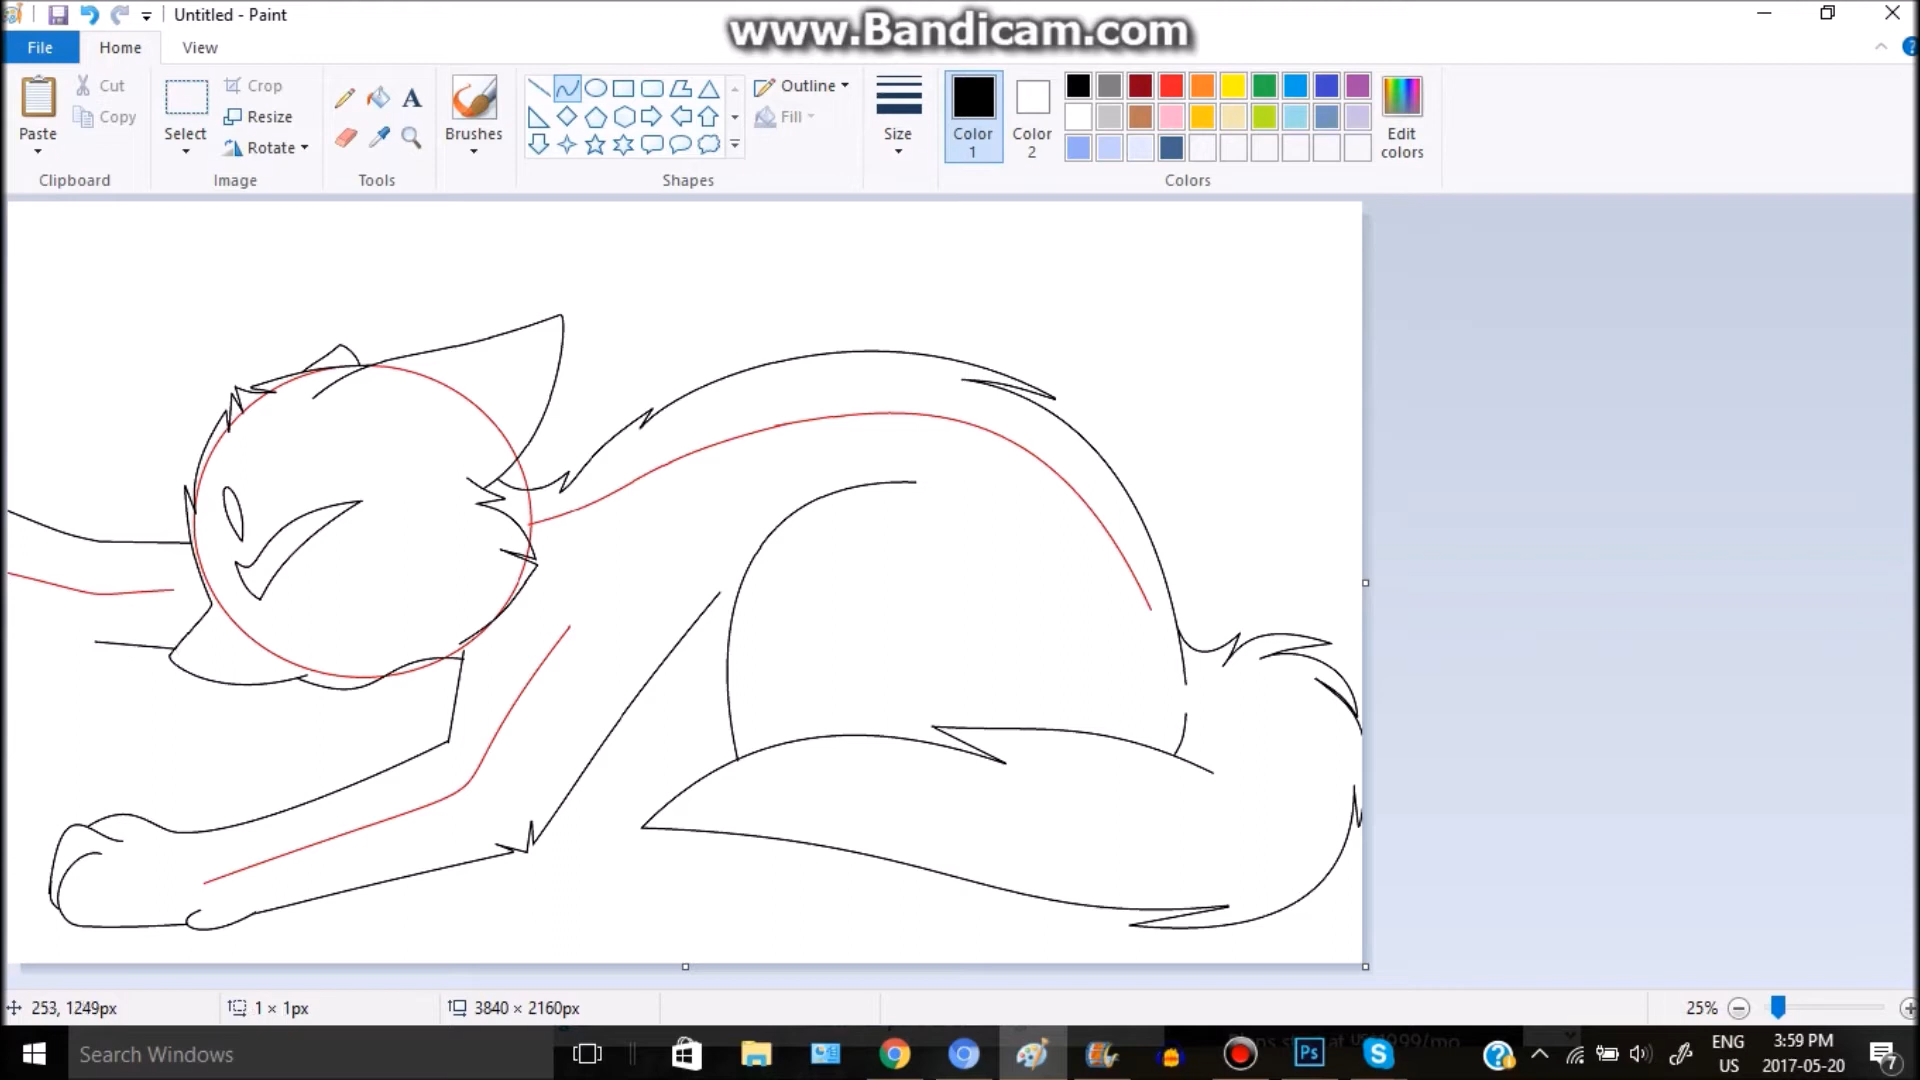 Untitled - Paint
www.Bandicam.com
File
Home
View
Paste
Cut
Copy
Clipboard
Select
Crop
Resize
Rotate
Image
A
Tools
Brushes
Outline
Fill
Shapes
Size
Color
1
Color
2
Edit
colors
Colors
253, 1249px
1 × 1px
3840 × 2160px
25%
Search Windows
Ps
ENG
US
3:59 PM
2017-05-20
7